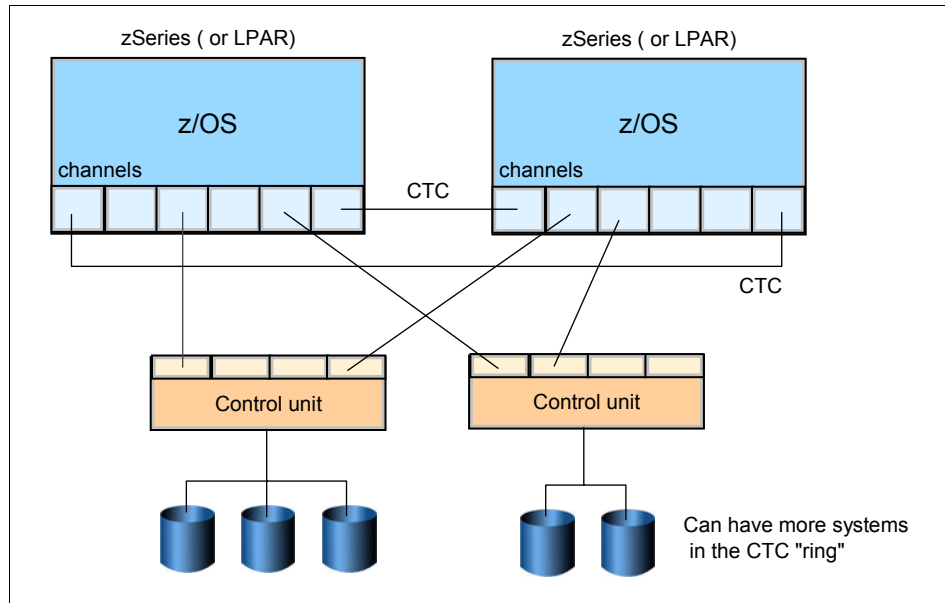 zSeries ( or LPAR)
zSeries ( or LPAR)
z/OS
z/OS
channels
channels
CTC
CTC
Control unit
Control unit
Can have more systems
in the CTC "ring"